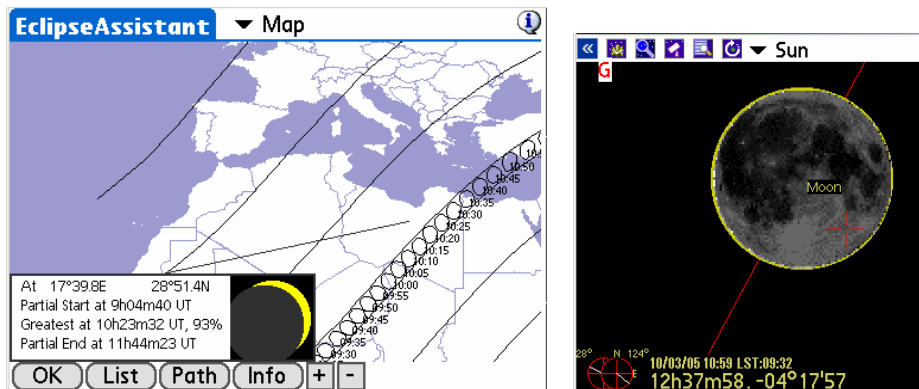 EclipseAssistant
Map
10:50
10:45
10:40
10:35
10:30
10:25
10:20
10:15
10:10
10:05
10:00
09:55
09:50
09:45
09:40
09:35
09:30
At 17°39.8E 28°51.4N
Partial Start at 9h04m40 UT
Greatest at 10h23m32 UT, 93%
Partial End at 11h44m23 UT
OK List Path Info + -
Sun
G
Moon
28° N 124°
E
10/03/05 10:59 LST:09:32
12h37m58,-04°17'57